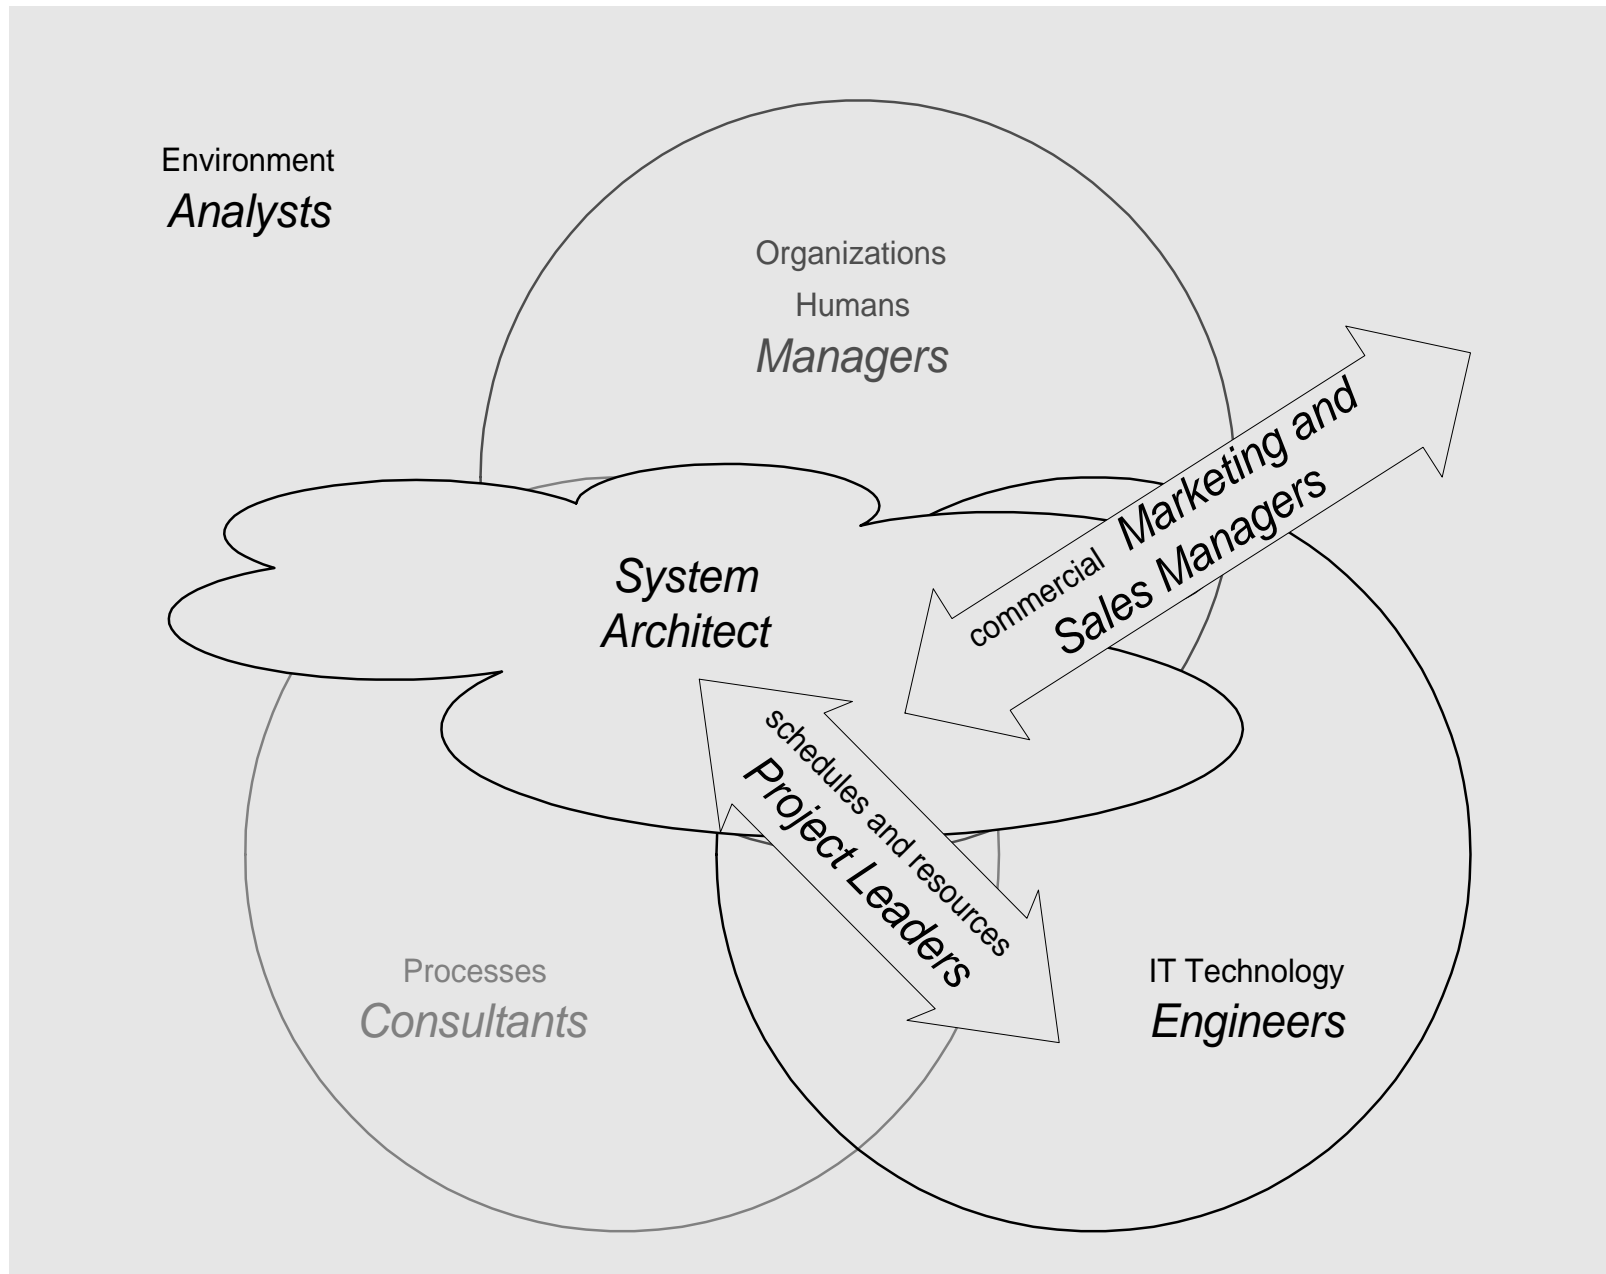 Environment
Analysts
Organizations
Humans
Managers
commercial Marketing and
Sales Managers
System
Architect
schedules and resources
Project Leaders
Processes
Consultants
IT Technology
Engineers